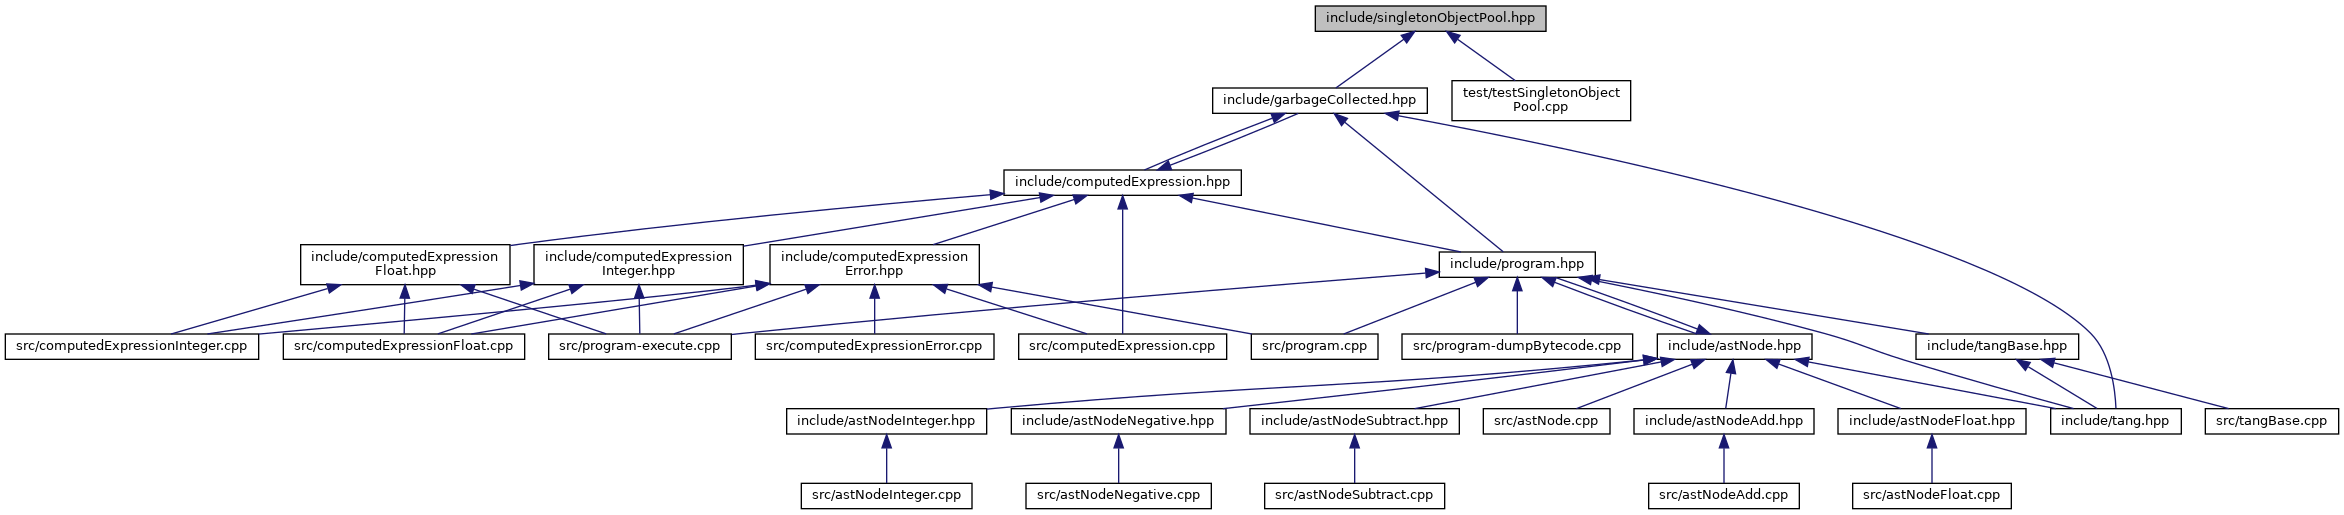 include/singletonObjectPool.hpp
include/garbageCollected.hpp
test/testSingletonObject
Pool.cpp
include/computedExpression.hpp
include/computedExpression
Float.hpp
include/computedExpression
Integer.hpp
include/computedExpression
Error.hpp
include/program.hpp
src/computedExpressionInteger.cpp
src/computedExpressionFloat.cpp
src/program-execute.cpp
src/computedExpressionError.cpp
src/computedExpression.cpp
src/program.cpp
src/program-dumpBytecode.cpp
include/astNode.hpp
include/tangBase.hpp
include/astNodeInteger.hpp
include/astNodeNegative.hpp
include/astNodeSubtract.hpp
src/astNode.cpp
include/astNodeAdd.hpp
include/astNodeFloat.hpp
include/tang.hpp
src/tangBase.cpp
src/astNodeInteger.cpp
src/astNodeNegative.cpp
src/astNodeSubtract.cpp
src/astNodeAdd.cpp
src/astNodeFloat.cpp